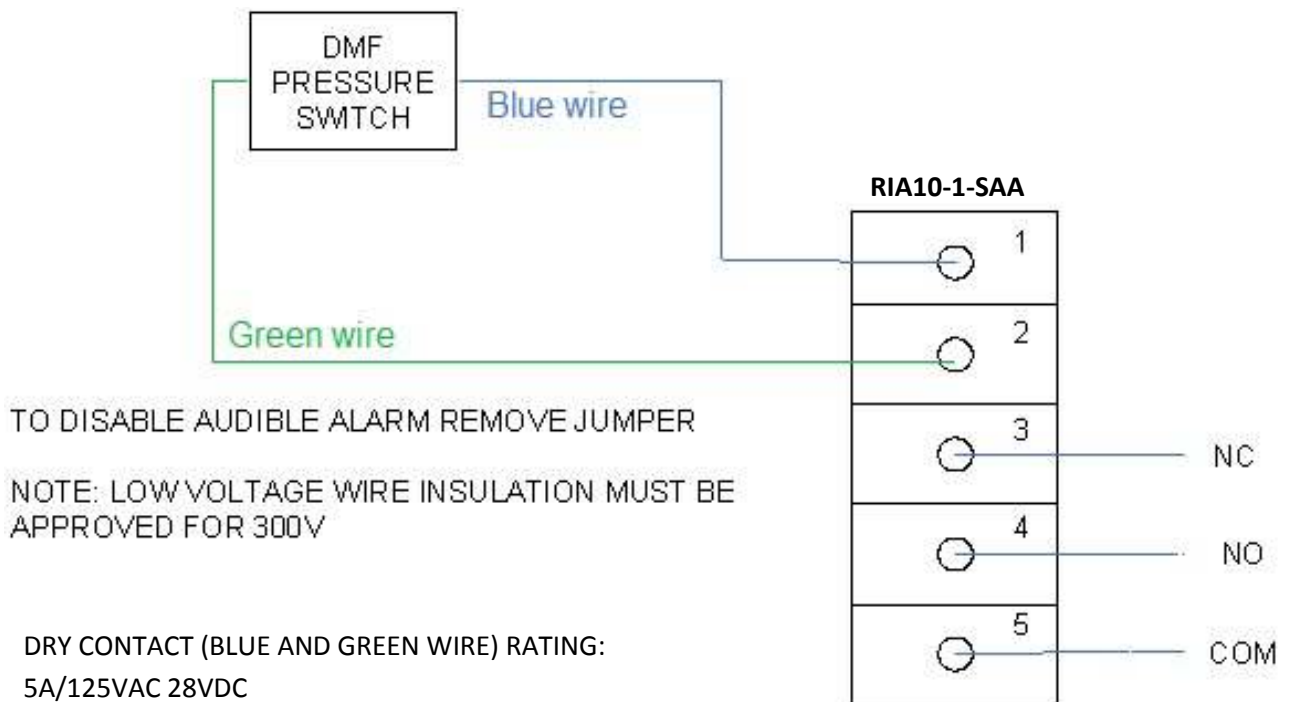 DMF
PRESSURE
SWITCH
Blue wire
RIA10-1-SAA
1
Green wire
2
TO DISABLE AUDIBLE ALARM REMOVE JUMPER
3
NC
NOTE: LOW VOLTAGE WIRE INSULATION MUST BE
APPROVED FOR 300V
4
NO
DRY CONTACT (BLUE AND GREEN WIRE) RATING:
5A/125VAC 28VDC
5
COM